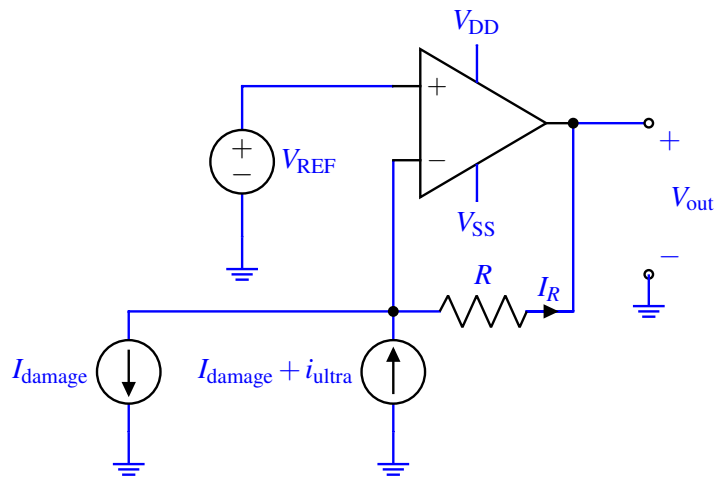 V_DD
+
−
+
−
V_REF
+
V_out
−
V_SS
R
I_R
I_damage
I_damage + i_ultra